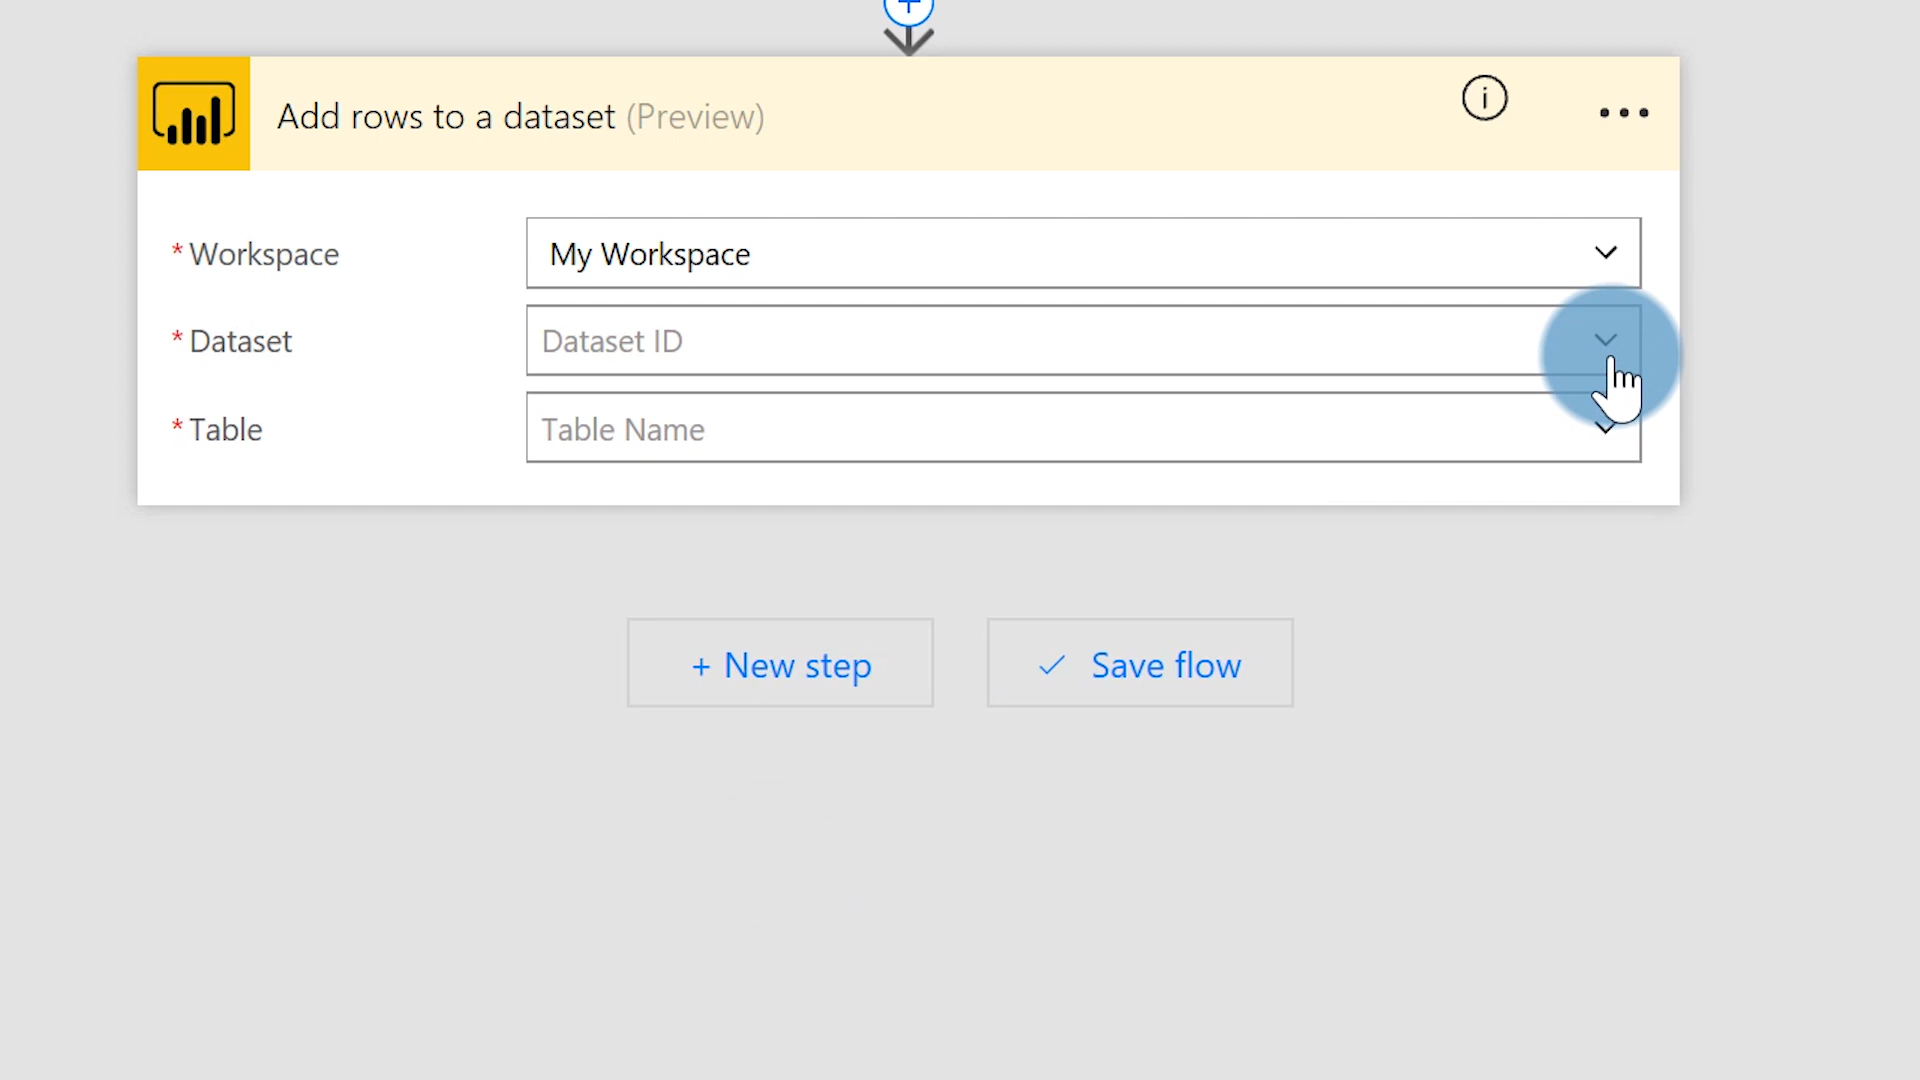 Add rows to a dataset (Preview)
* Workspace
My Workspace
* Dataset
Dataset ID
* Table
Table Name
+ New step
Save flow